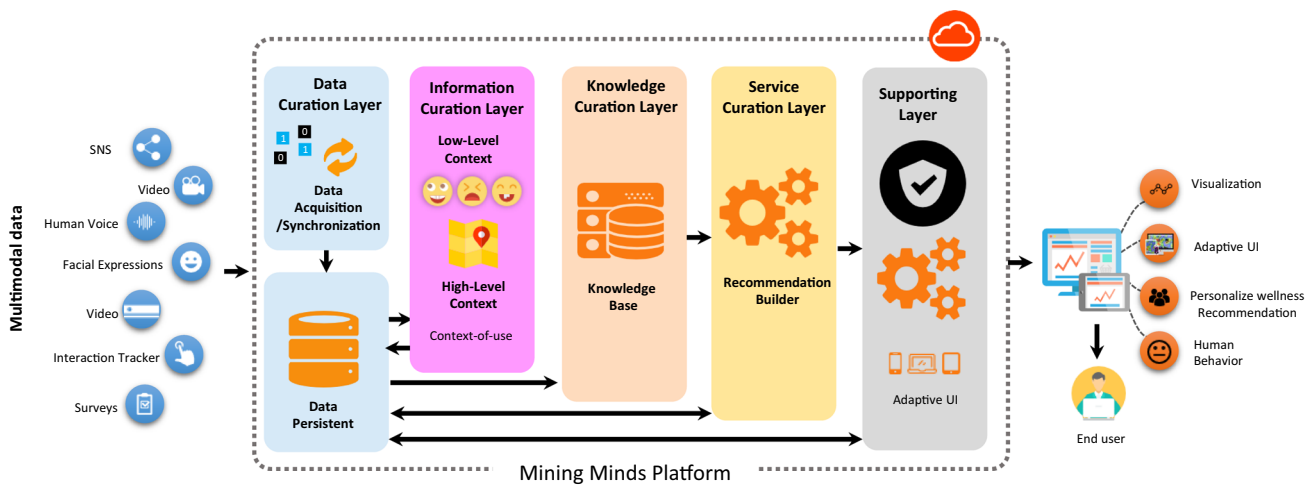 Multimodal data
SNS
Video
Human Voice
Facial Expressions
Video
Interaction Tracker
Surveys
Data
Curation Layer
1
0
0
1
Data
Acquisition
/Synchronization
Data
Persistent
Information
Curation Layer
Low-Level
Context
High-Level
Context
Context-of-use
Knowledge
Curation Layer
Knowledge
Base
Service
Curation Layer
Recommendation
Builder
Supporting
Layer
Adaptive UI
Mining Minds Platform
Visualization
Adaptive UI
Personalize wellness
Recommendation
Human
Behavior
End user